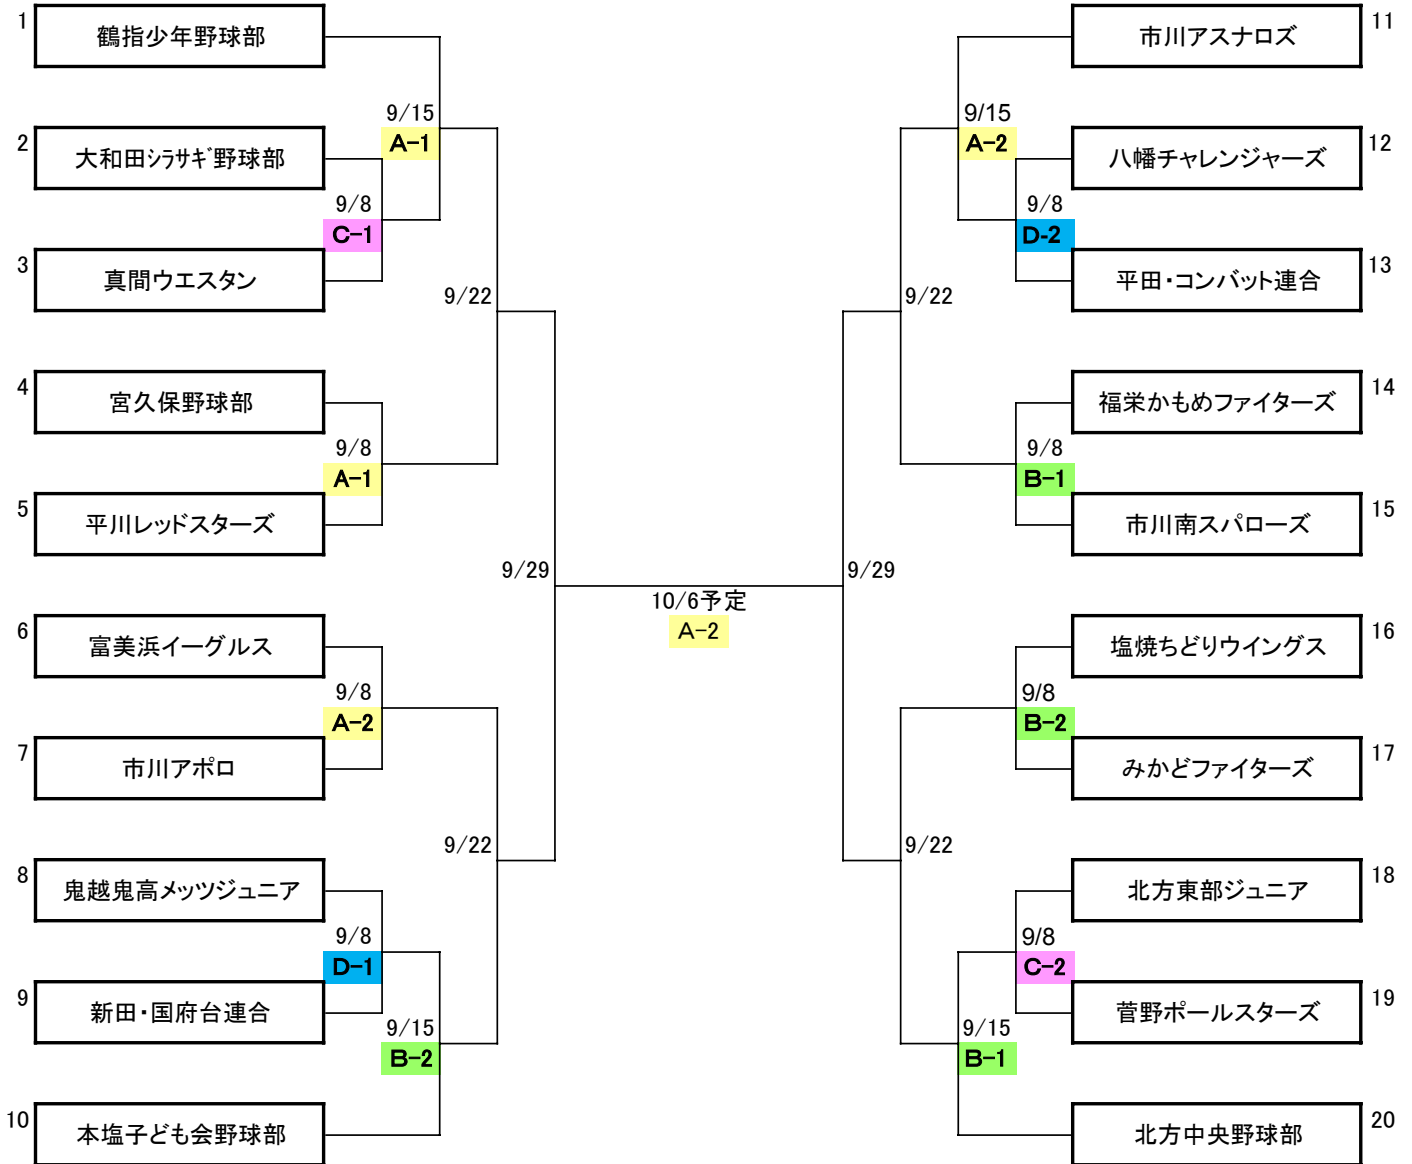 1
鶴指少年野球部
2
大和田ｼﾗｻｷﾞ野球部
3
真間ウエスタン
4
宮久保野球部
5
平川レッドスターズ
6
富美浜イーグルス
7
市川アポロ
8
鬼越鬼高メッツジュニア
9
新田・国府台連合
10
本塩子ども会野球部
9/15
A-1
9/8
C-1
9/22
9/8
A-1
9/29
9/8
A-2
9/22
9/8
D-1
9/15
B-2
10/6予定
A-2
9/15
A-2
9/8
D-2
9/22
9/8
B-1
9/29
9/8
B-2
9/22
9/8
C-2
9/15
B-1
11
市川アスナロズ
12
八幡チャレンジャーズ
13
平田・コンバット連合
14
福栄かもめファイターズ
15
市川南スパローズ
16
塩焼ちどりウイングス
17
みかどファイターズ
18
北方東部ジュニア
19
菅野ポールスターズ
20
北方中央野球部